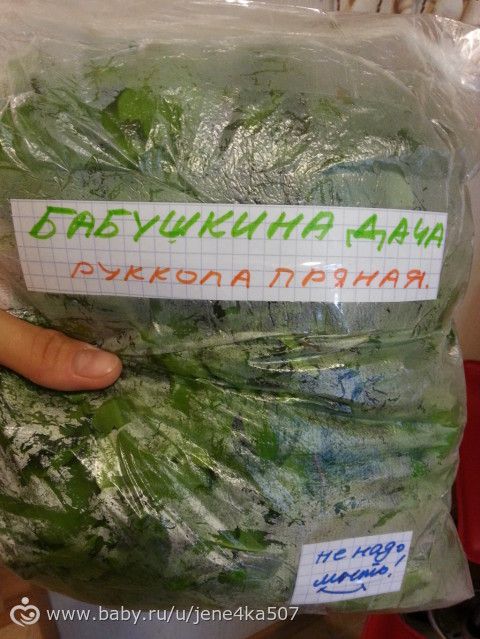 БАБУШКИНА ДАЧА
РУККОЛА ПРЯНАЯ.
не надо
мыть!
www.baby.ru/u/jene4ka507